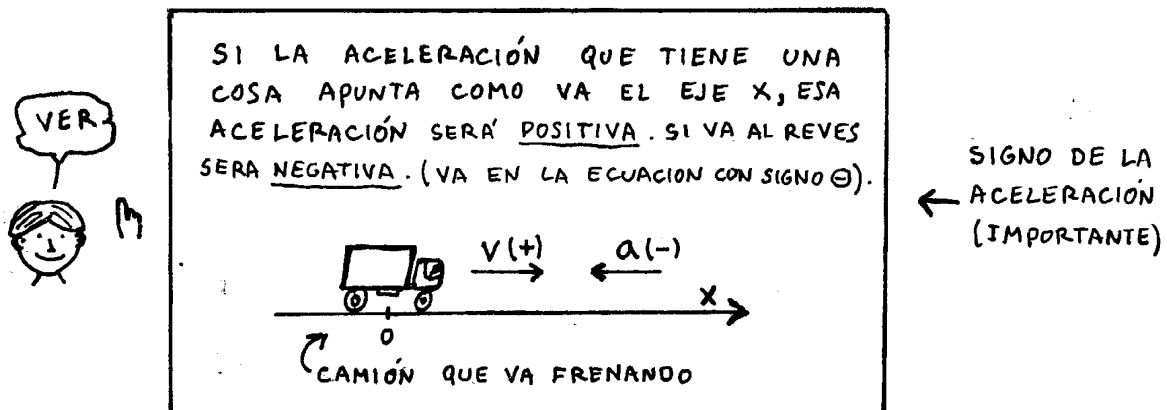 SI LA ACELERACIÓN QUE TIENE UNA
COSA APUNTA COMO VA EL EJE X, ESA
ACELERACIÓN SERÁ POSITIVA. SI VA AL REVES
SERA NEGATIVA. (VA EN LA ECUACION CON SIGNO ⊖).
VER
SIGNO DE LA
ACELERACIÓN
(IMPORTANTE)
V (+) a (-)
X
0
CAMIÓN QUE VA FRENANDO